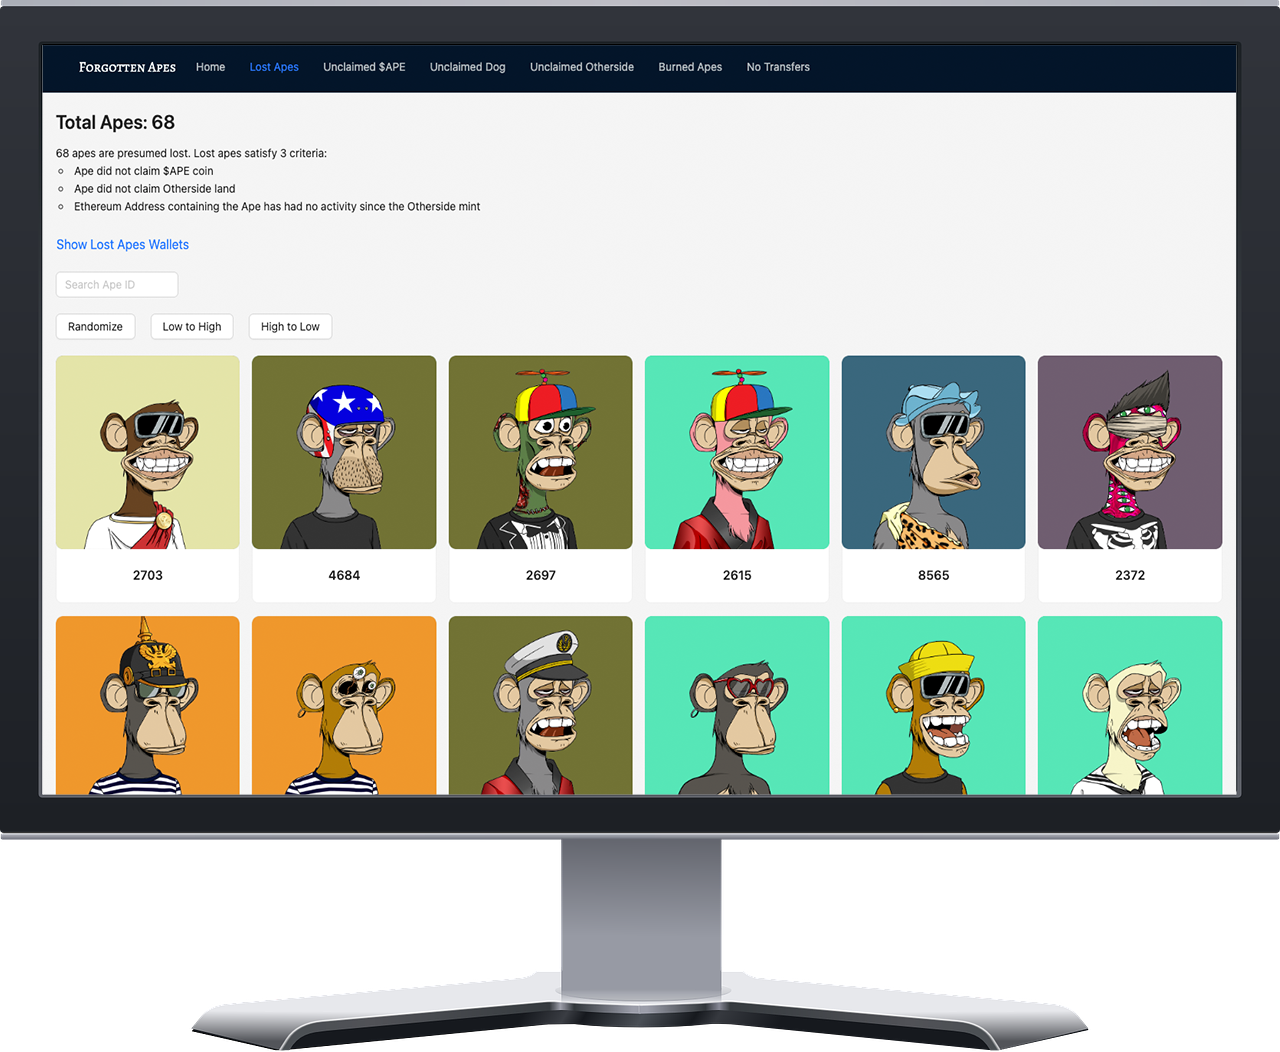 Forgotten Apes Home Lost Apes Unclaimed $APE Unclaimed Dog Unclaimed Otherside Burned Apes No Transfers
Total Apes: 68
68 apes are presumed lost. Lost apes satisfy 3 criteria:
Ape did not claim $APE coin
Ape did not claim Otherside land
Ethereum Address containing the Ape has had no activity since the Otherside mint
Show Lost Apes Wallets
Search Ape ID
Randomize Low to High High to Low
2703 4684 2697 2615 8565 2372